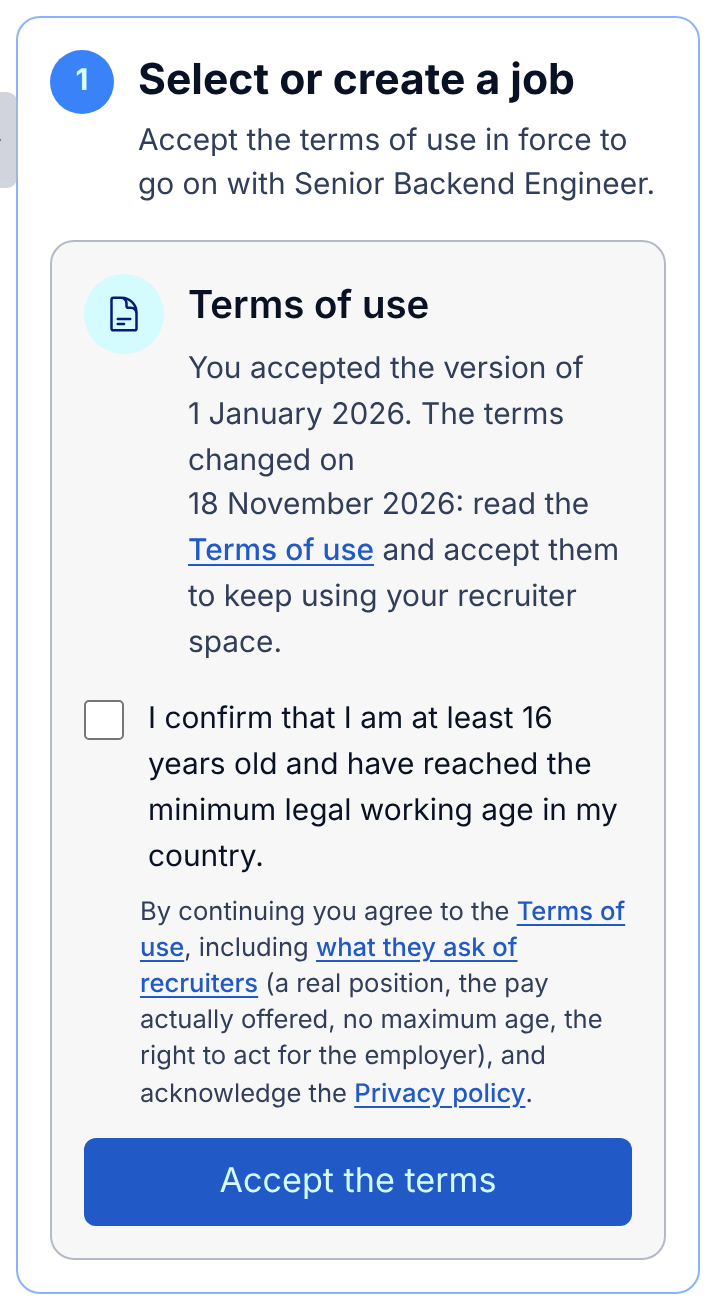 1
Select or create a job
Accept the terms of use in force to
go on with Senior Backend Engineer.
Terms of use
You accepted the version of
1 January 2026. The terms
changed on
18 November 2026: read the
Terms of use and accept them
to keep using your recruiter
space.
I confirm that I am at least 16
years old and have reached the
minimum legal working age in my
country.
By continuing you agree to the Terms of
use, including what they ask of
recruiters (a real position, the pay
actually offered, no maximum age, the
right to act for the employer), and
acknowledge the Privacy policy.
Accept the terms